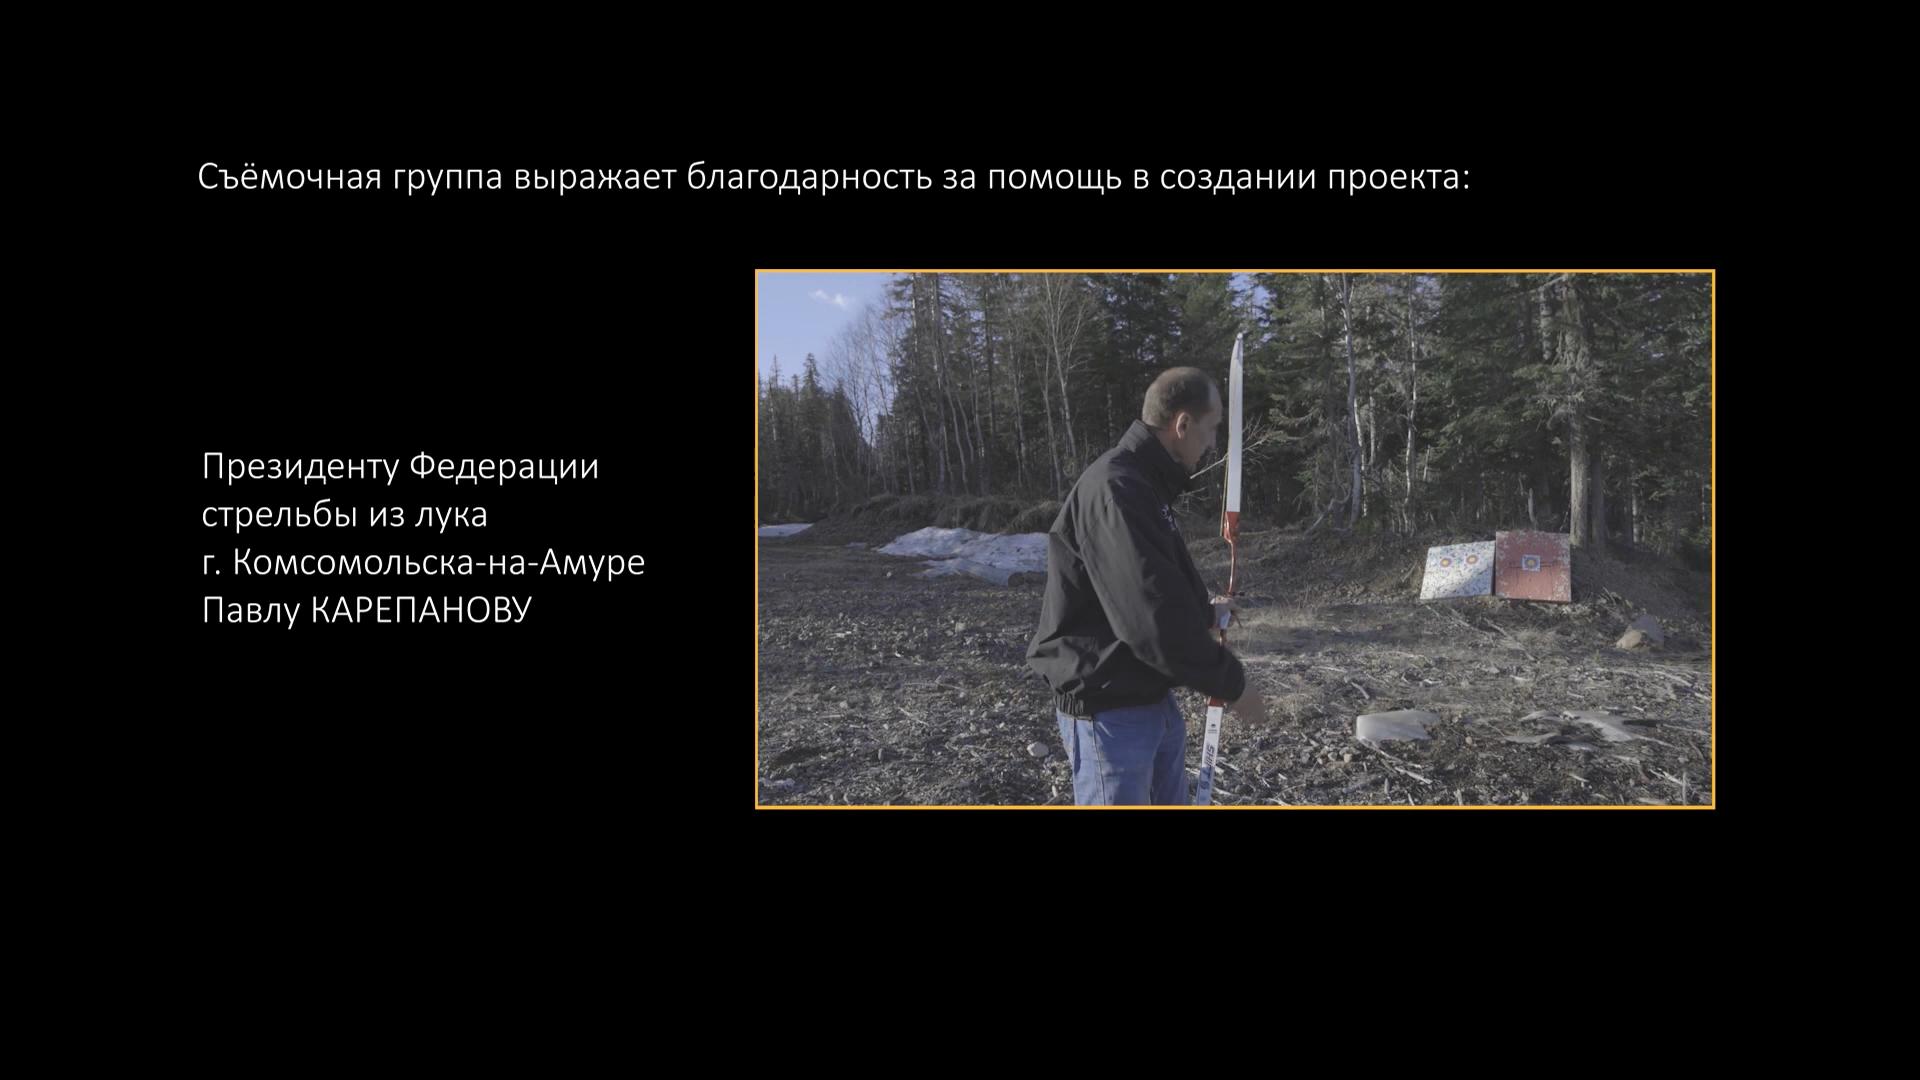 Съёмочная группа выражает благодарность за помощь в создании проекта:
Президенту Федерации
стрельбы из лука
г. Комсомольска-на-Амуре
Павлу КАРЕПАНОВУ